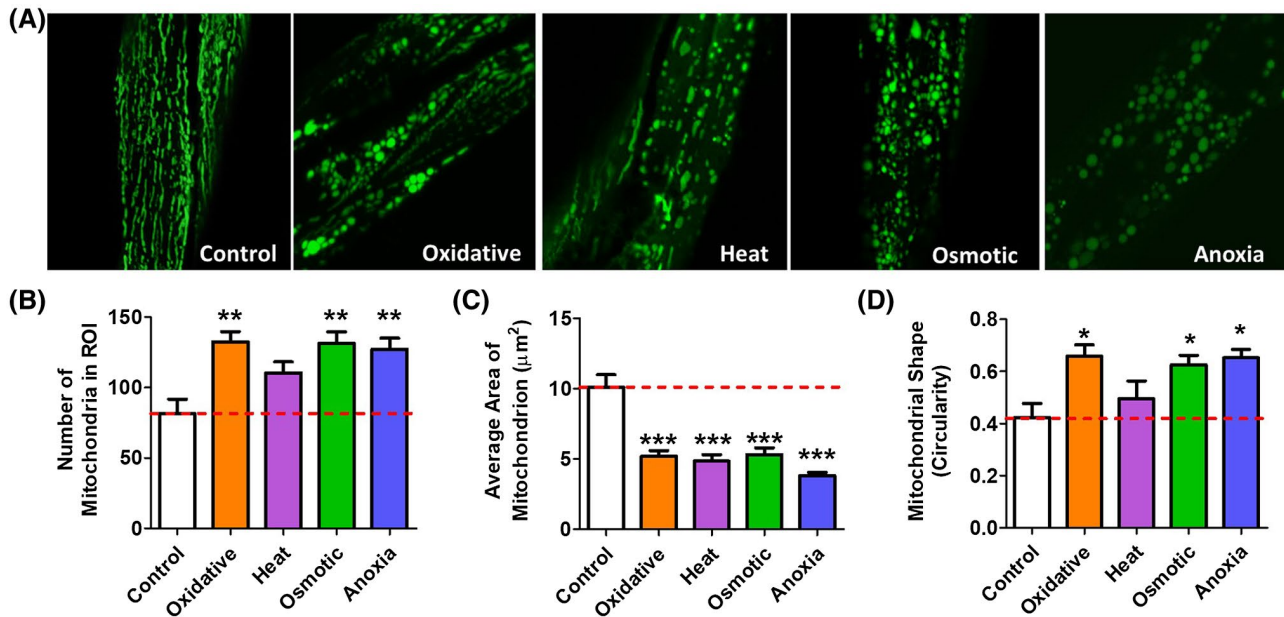 (A)
Control
Oxidative
Heat
Osmotic
Anoxia
(B)
Number of
Mitochondria in ROI
150
100
50
0
**
**
**
Control
Oxidative
Heat
Osmotic
Anoxia
(C)
Average Area of
Mitochondrion (μm²)
15
10
5
0
***
***
***
***
Control
Oxidative
Heat
Osmotic
Anoxia
(D)
Mitochondrial Shape
(Circularity)
0.8
0.6
0.4
0.2
0.0
*
*
*
Control
Oxidative
Heat
Osmotic
Anoxia